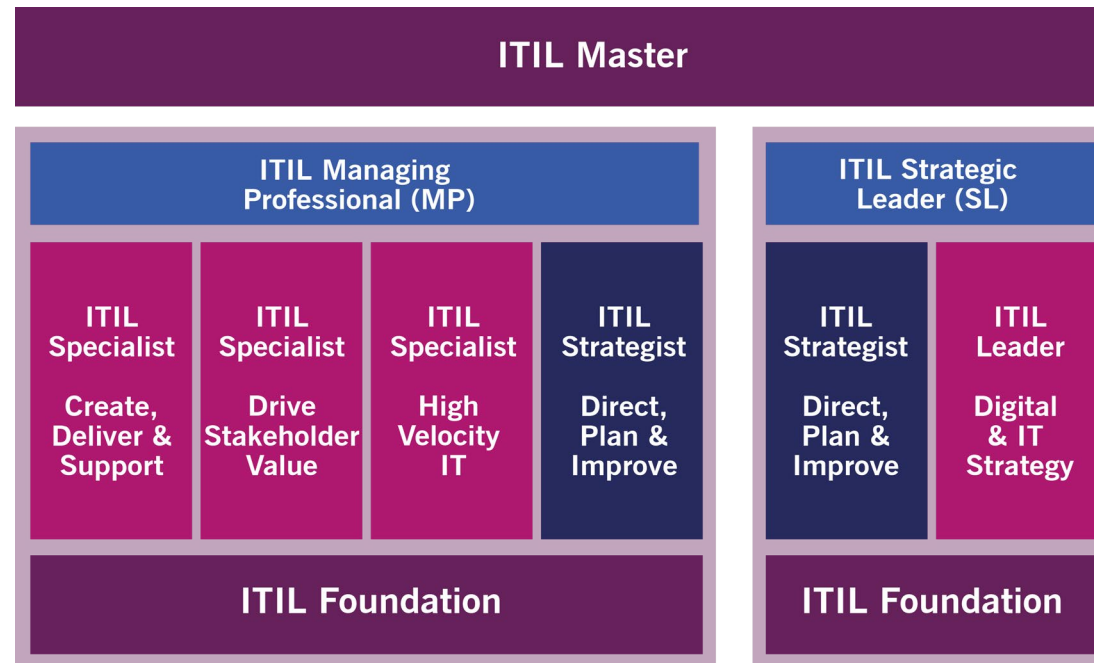 ITIL Master
ITIL Managing
Professional (MP)
ITIL
Specialist
Create,
Deliver &
Support
ITIL
Specialist
Drive
Stakeholder
Value
ITIL
Specialist
High
Velocity
IT
ITIL
Strategist
Direct,
Plan &
Improve
ITIL Foundation
ITIL Strategic
Leader (SL)
ITIL
Strategist
Direct,
Plan &
Improve
ITIL
Leader
Digital
& IT
Strategy
ITIL Foundation